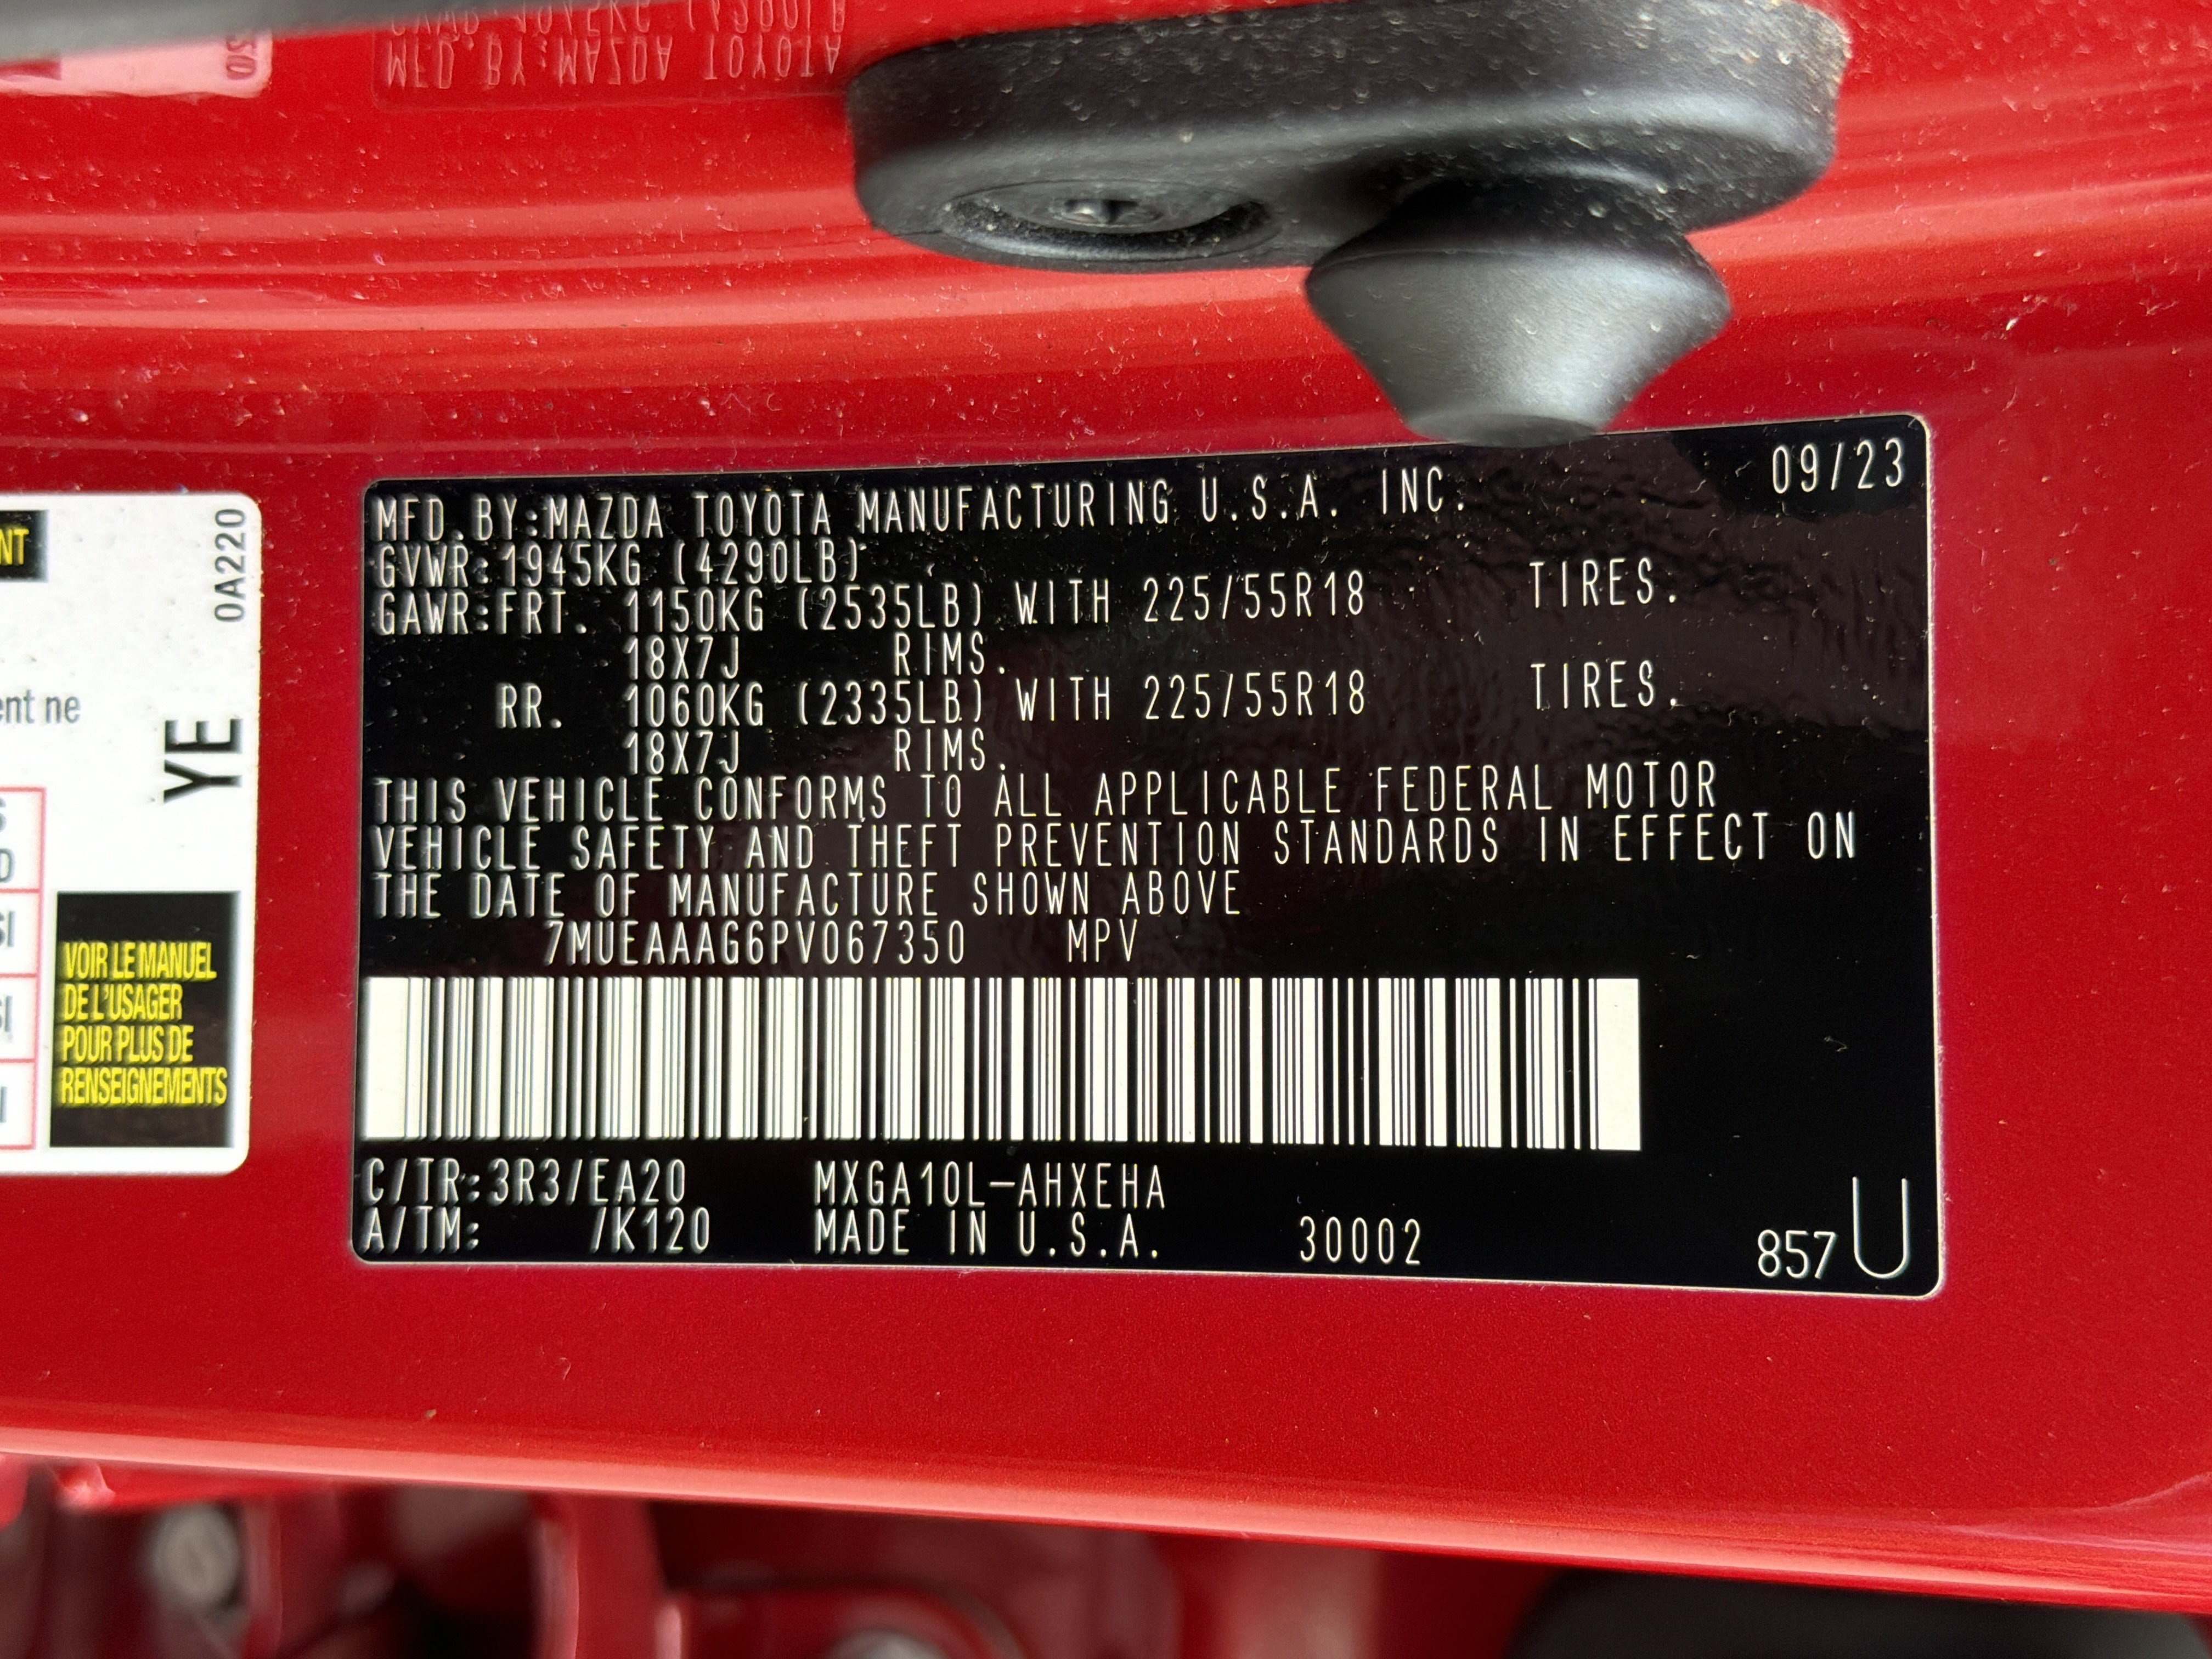 MFD.BY:MAZDA TOYOTA MANUFACTURING U.S.A. INC. 09/23
GVWR:1945KG (4290LB)
GAWR:FRT. 1150KG (2535LB) WITH 225/55R18 TIRES.
18X7J RIMS.
RR. 1060KG (2335LB) WITH 225/55R18 TIRES.
18X7J RIMS.
THIS VEHICLE CONFORMS TO ALL APPLICABLE FEDERAL MOTOR
VEHICLE SAFETY AND THEFT PREVENTION STANDARDS IN EFFECT ON
THE DATE OF MANUFACTURE SHOWN ABOVE
7MUEAAAG6PV067350 MPV
C/TR:3R3/EA20 MXGA10L-AHXEHA
A/TM: /K120 MADE IN U.S.A. 30002 857 U
0A220
YE
ne
VOIR LE MANUEL
DE L'USAGER
POUR PLUS DE
RENSEIGNEMENTS
MFD.BY:MAZDA TOYOTA